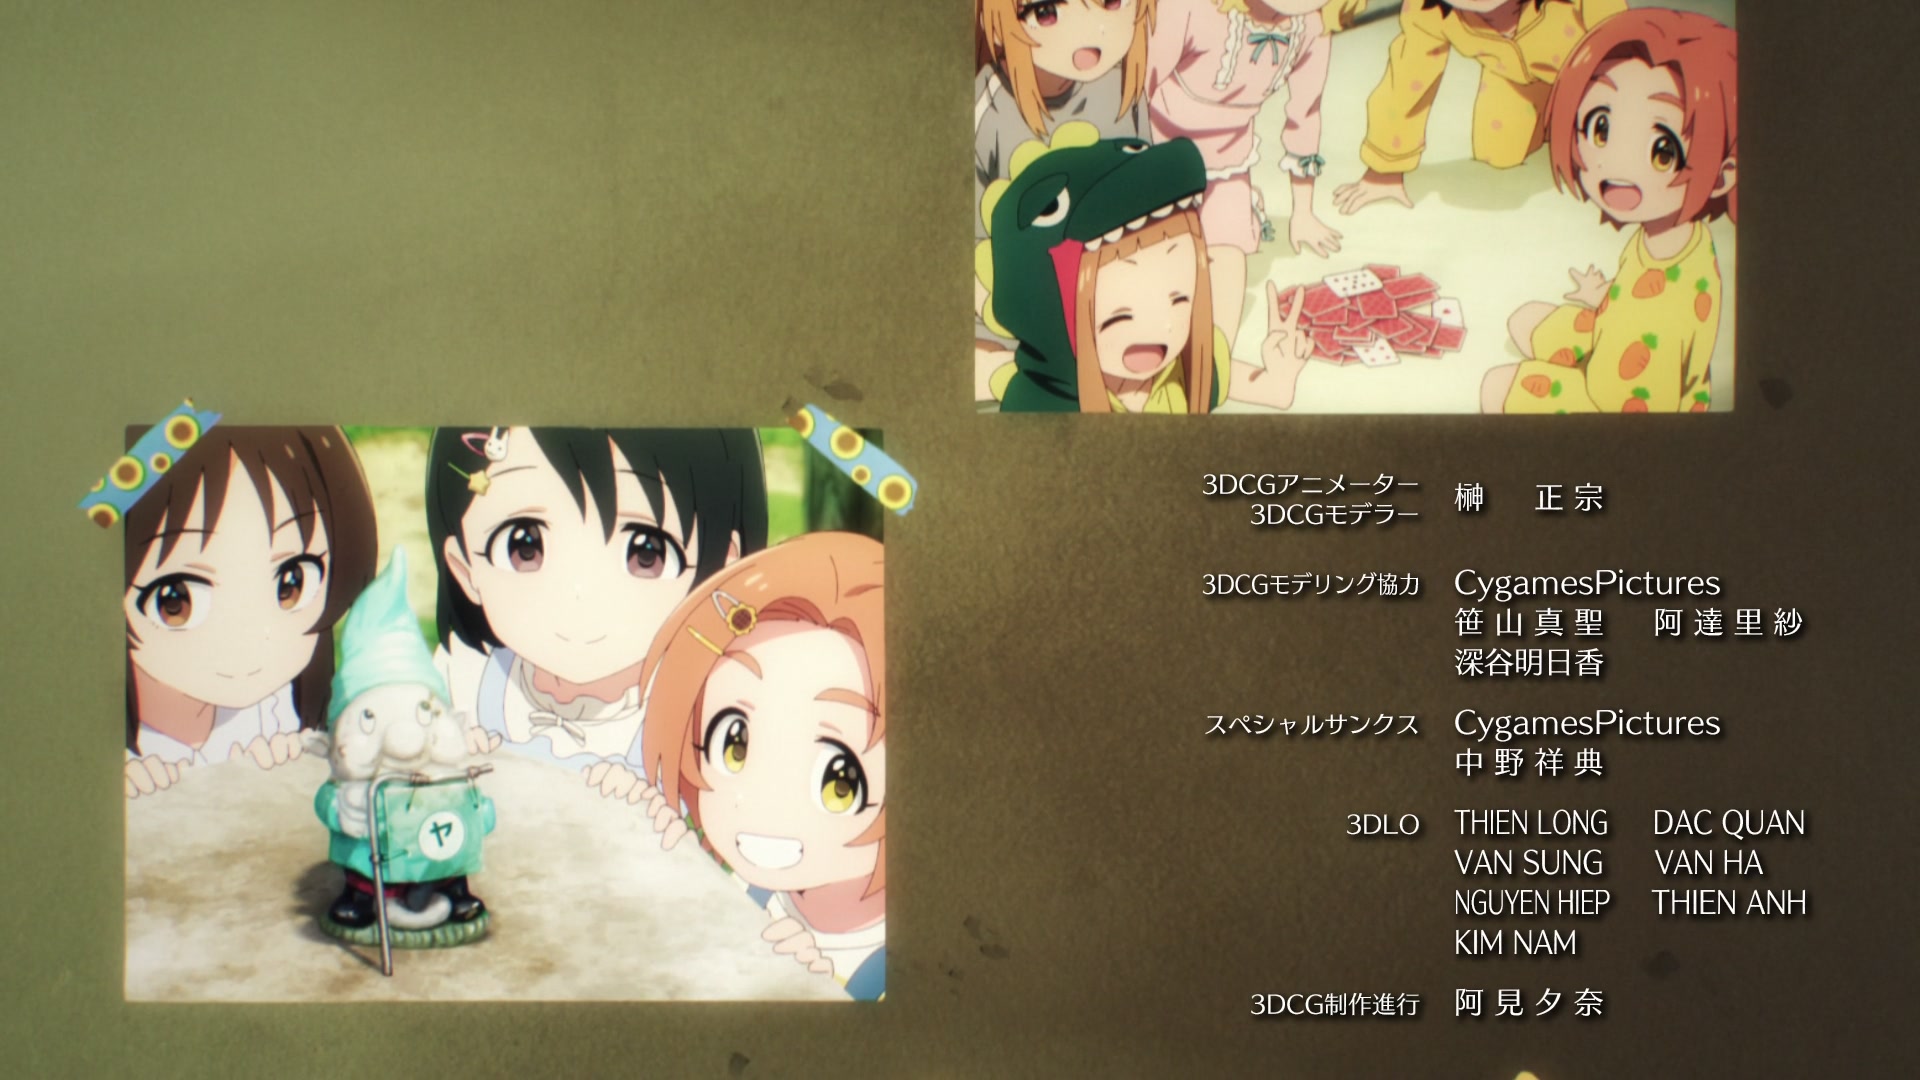 3DCGアニメーター
3DCGモデラー
榊 正宗
3DCGモデリング協力 CygamesPictures
笹山真聖 阿達里紗
深谷明日香
スペシャルサンクス CygamesPictures
中野祥典
3DLO THIEN LONG DAC QUAN
VAN SUNG VAN HA
NGUYEN HIEP THIEN ANH
KIM NAM
3DCG制作進行 阿見夕奈
ヤ